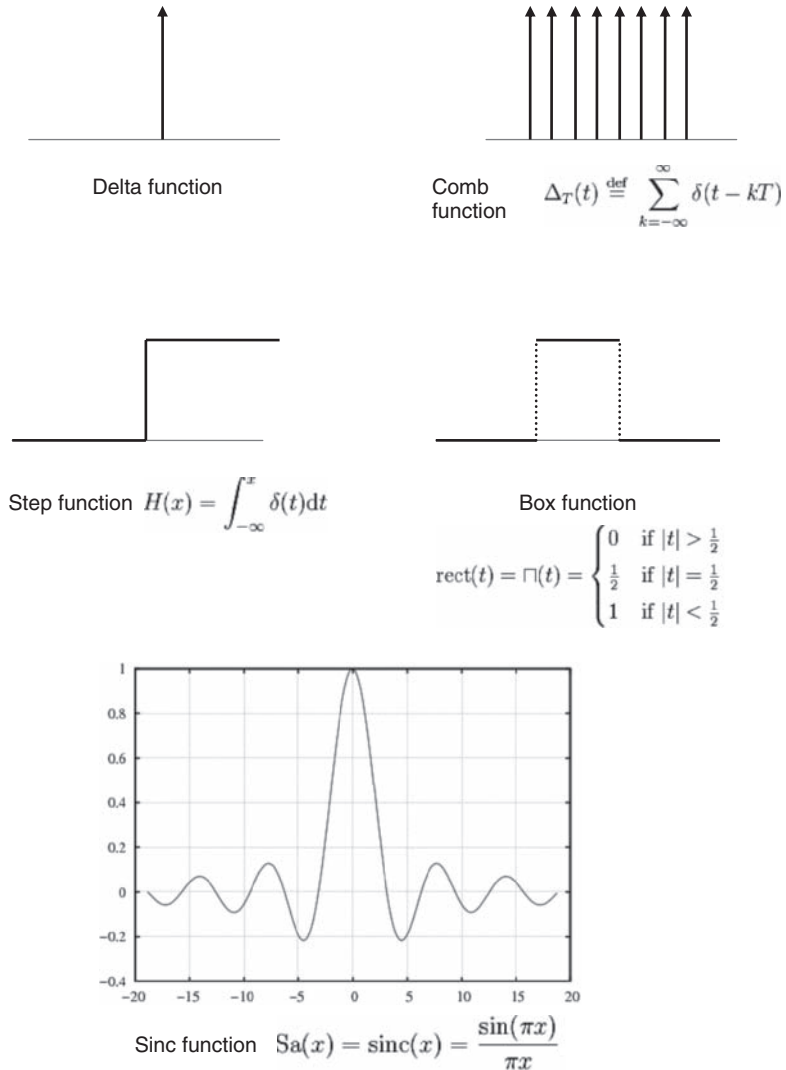 Delta function
Comb function
Δ_T(t) def= ∑_{k=−∞}^{∞} δ(t − kT)
Step function H(x) = ∫_{−∞}^{x} δ(t)dt
Box function
rect(t) = ⊓(t) = { 0 if |t| > 1/2
1/2 if |t| = 1/2
1 if |t| < 1/2
1
0.8
0.6
0.4
0.2
0
−0.2
−0.4
−20 −15 −10 −5 0 5 10 15 20
Sinc function Sa(x) = sinc(x) = sin(πx)/πx